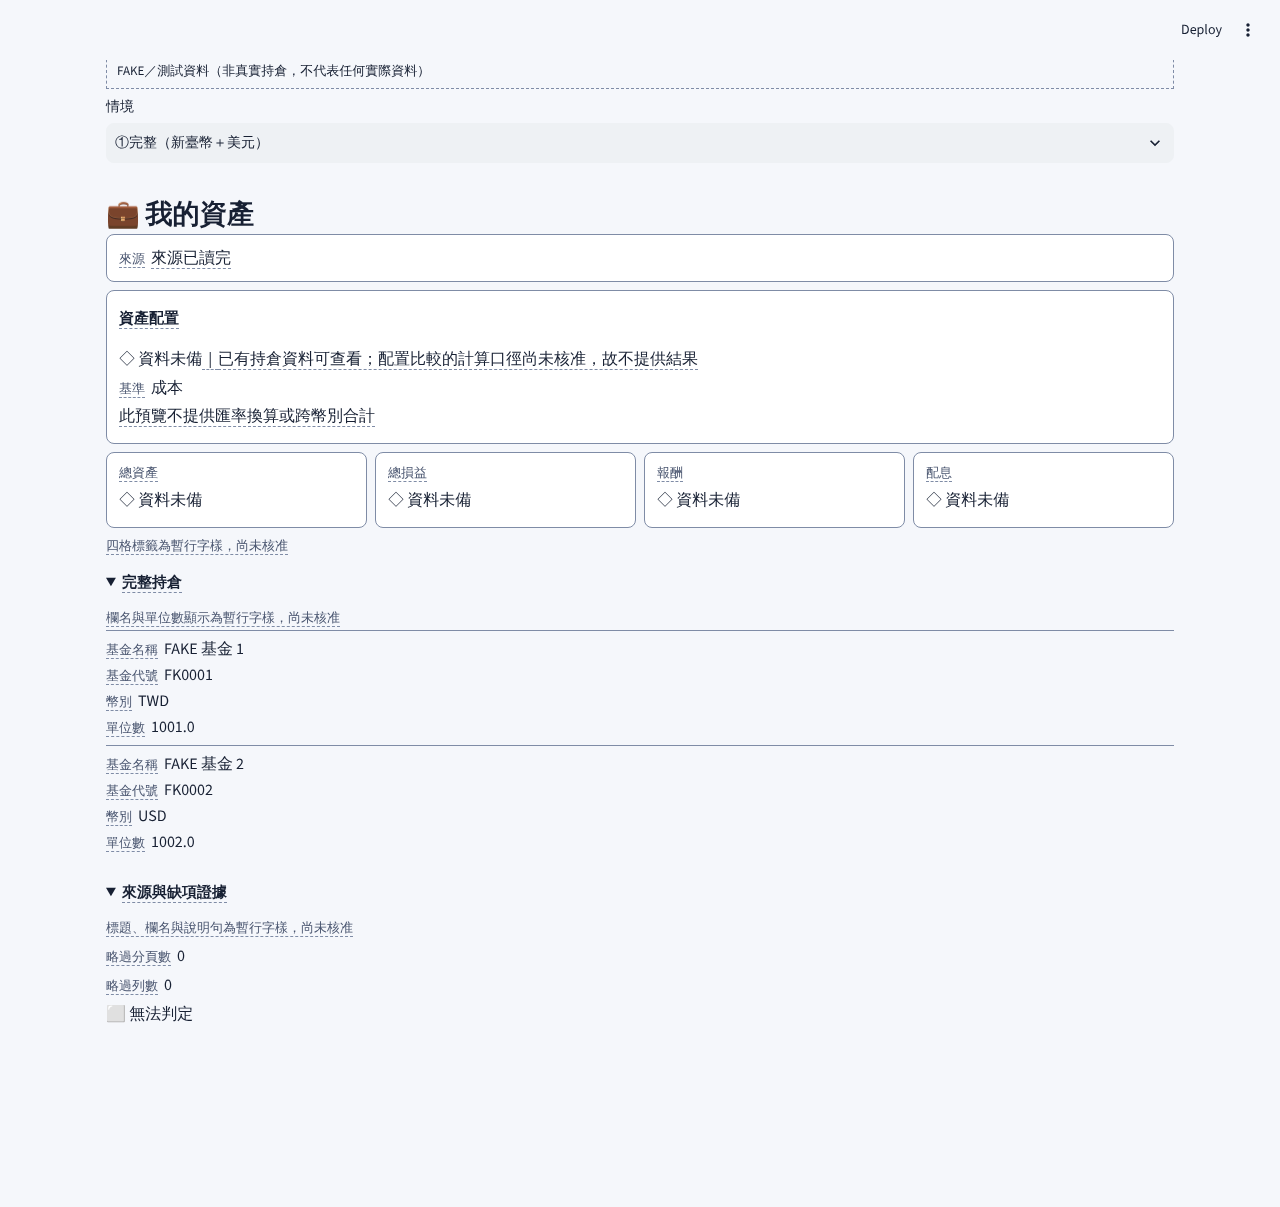 Deploy
FAKE／測試資料（非真實持倉，不代表任何實際資料）
情境
①完整（新臺幣＋美元）
💼 我的資產
來源 來源已讀完
資產配置
◇ 資料未備｜已有持倉資料可查看；配置比較的計算口徑尚未核准，故不提供結果
基準 成本
此預覽不提供匯率換算或跨幣別合計
總資產
◇ 資料未備
總損益
◇ 資料未備
報酬
◇ 資料未備
配息
◇ 資料未備
四格標籤為暫行字樣，尚未核准
▼ 完整持倉
欄名與單位數顯示為暫行字樣，尚未核准
基金名稱 FAKE 基金 1
基金代號 FK0001
幣別 TWD
單位數 1001.0
基金名稱 FAKE 基金 2
基金代號 FK0002
幣別 USD
單位數 1002.0
▼ 來源與缺項證據
標題、欄名與說明句為暫行字樣，尚未核准
略過分頁數 0
略過列數 0
⬜ 無法判定